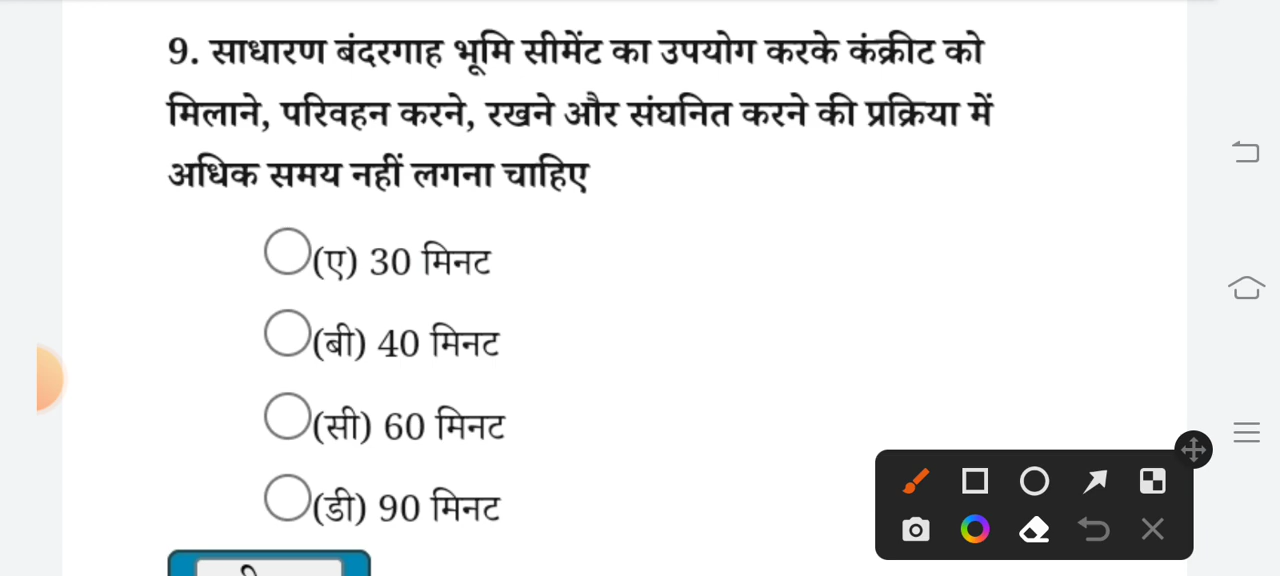 9. साधारण बंदरगाह भूमि सीमेंट का उपयोग करके कंक्रीट को
मिलाने, परिवहन करने, रखने और संघनित करने की प्रक्रिया में
अधिक समय नहीं लगना चाहिए
(ए) 30 मिनट
(बी) 40 मिनट
(सी) 60 मिनट
(डी) 90 मिनट